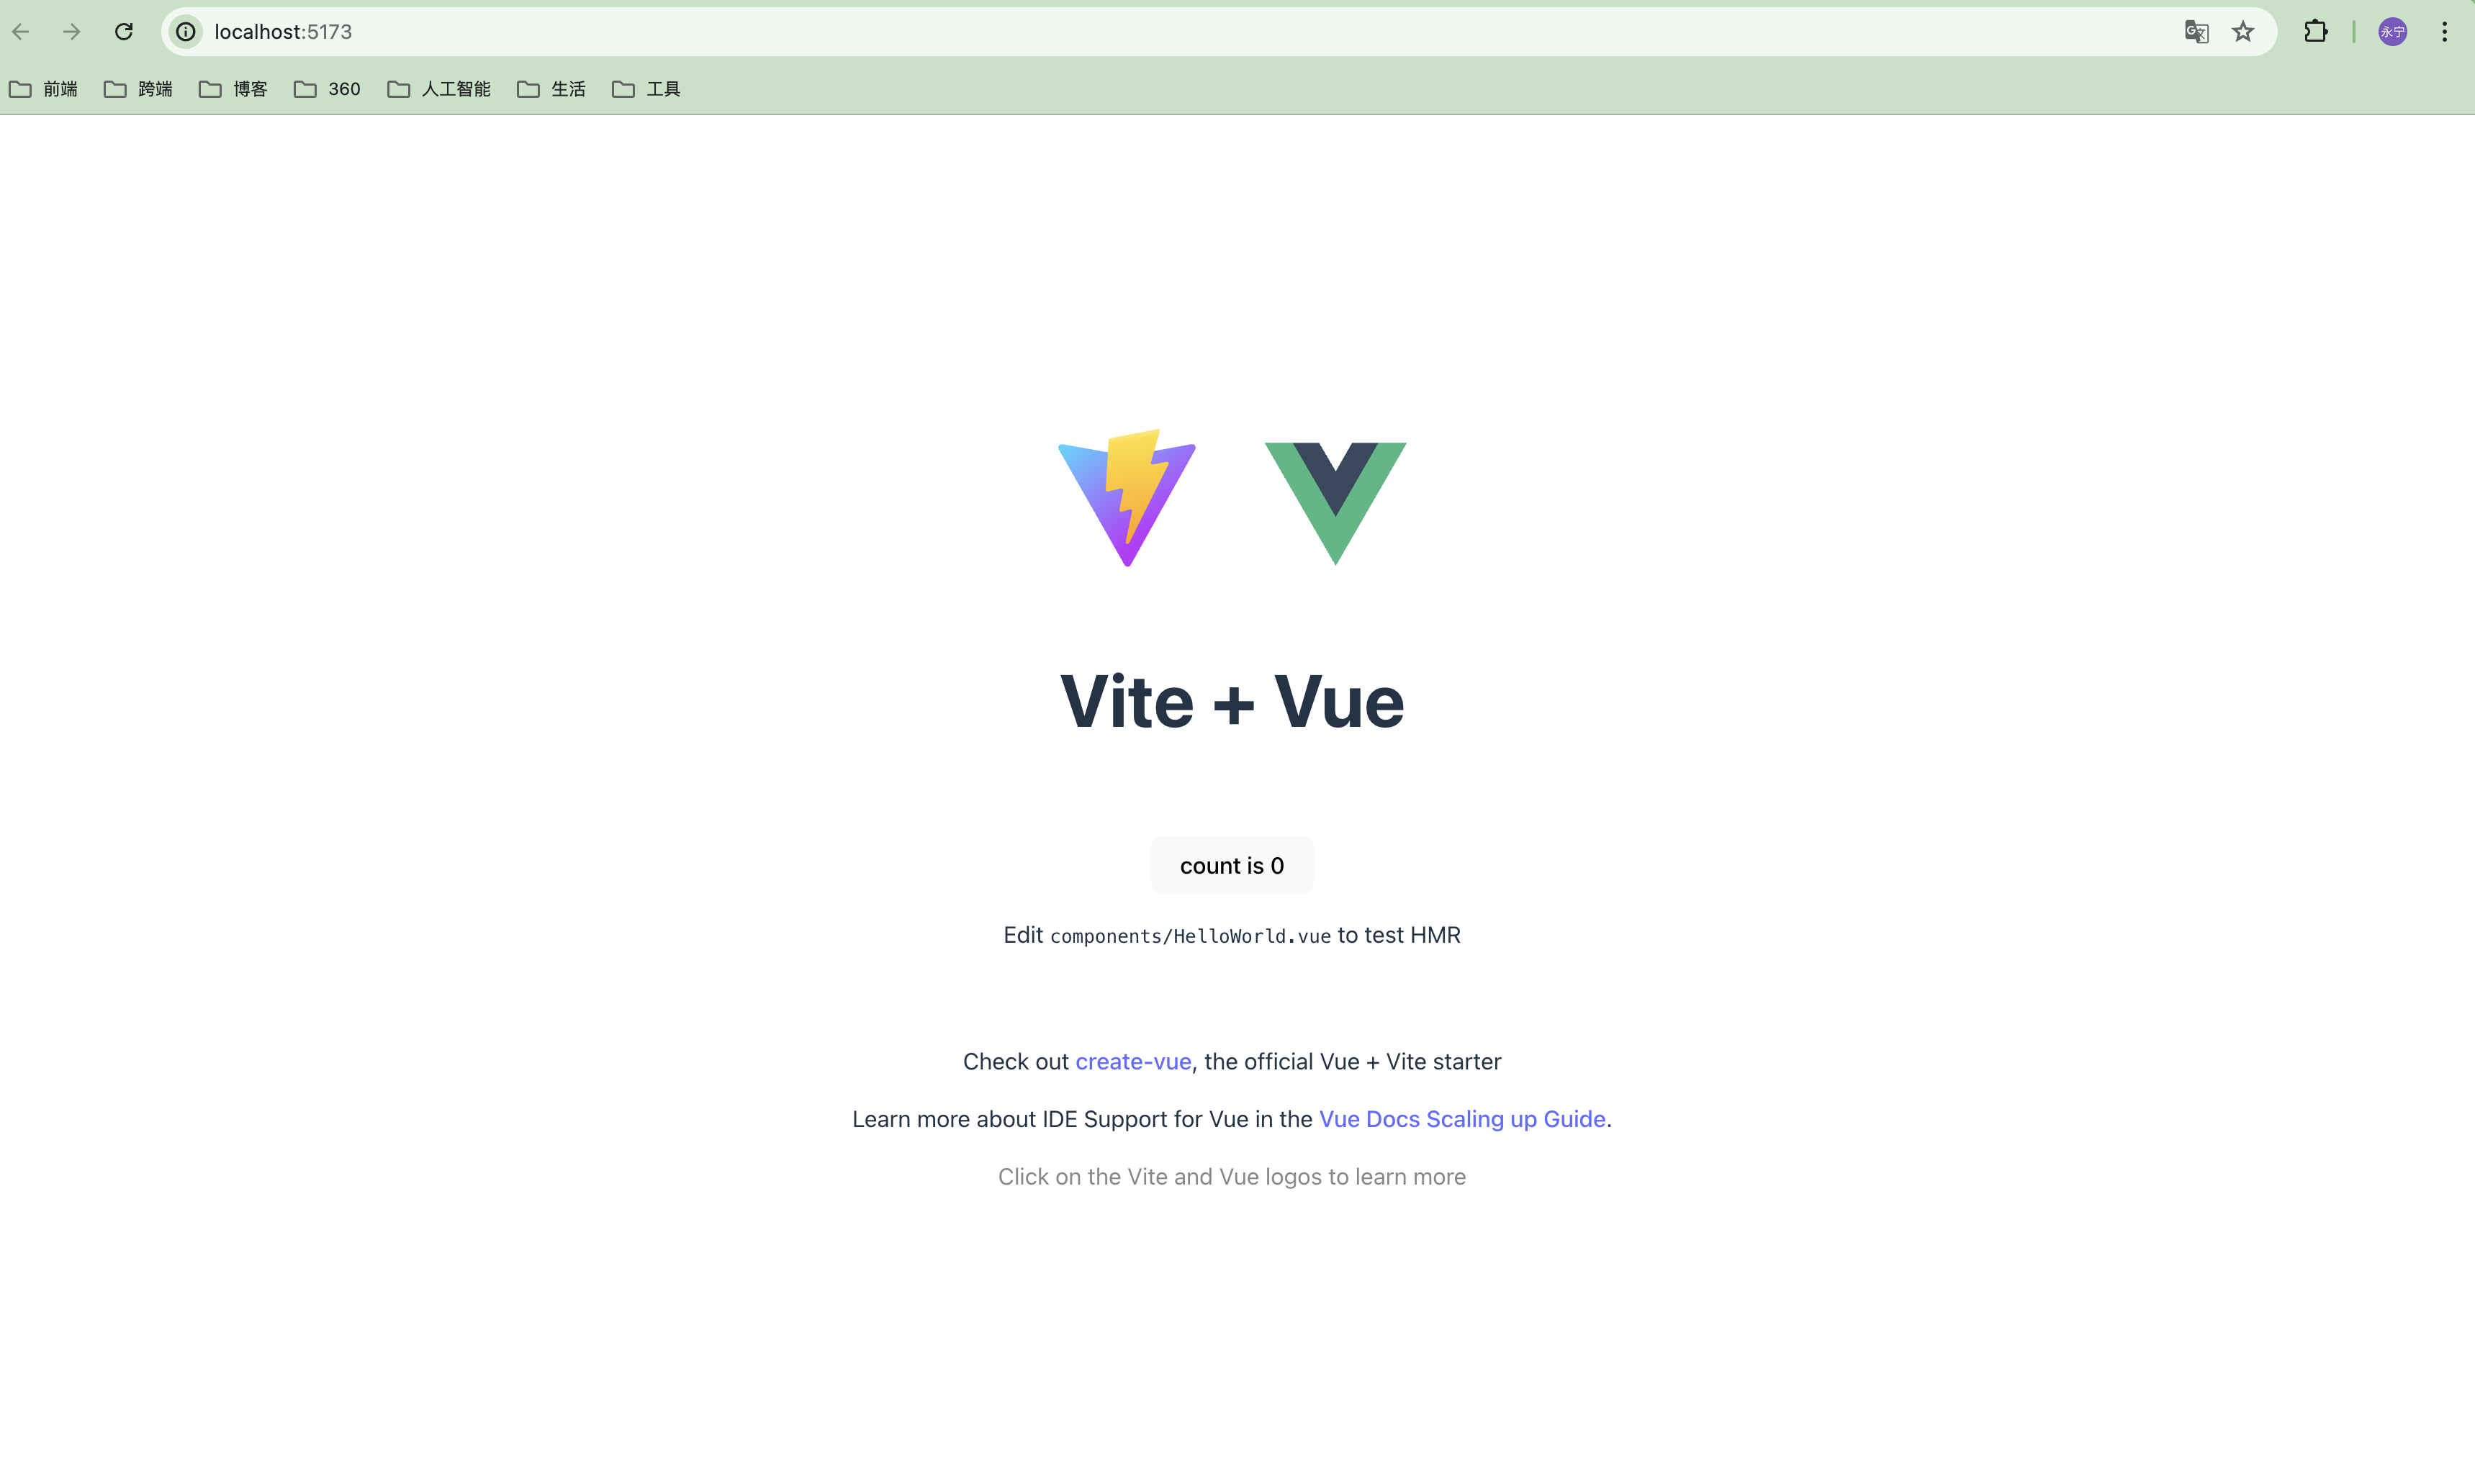 localhost:5173
永宁
前端 跨端 博客 360 人工智能 生活 工具
Vite + Vue
count is 0
Edit components/HelloWorld.vue to test HMR
Check out create-vue, the official Vue + Vite starter
Learn more about IDE Support for Vue in the Vue Docs Scaling up Guide.
Click on the Vite and Vue logos to learn more